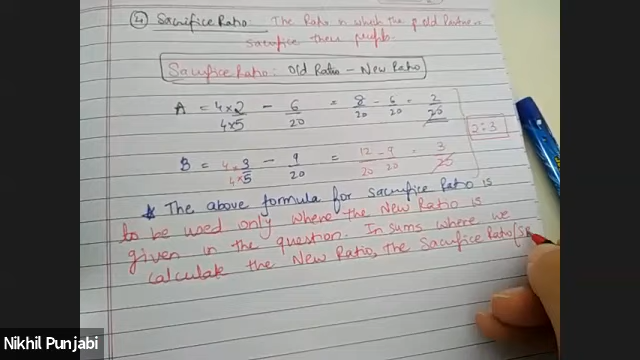 ④ Sacrifice Ratio: The Ratio in which the old Partners
sacrifice their profits.
Sacrifice Ratio: Old Ratio – New Ratio
A = 4×2/4×5 - 6/20 = 8/20 - 6/20 = 2/20
2:3
B = 4×3/4×5 - 9/20 = 12/20 - 9/20 = 3/20
* The above formula for Sacrifice Ratio is
to be used only where the New Ratio is
given in the question. In sums where we
calculate the New Ratio, the Sacrifice Ratio (SR
Nikhil Punjabi